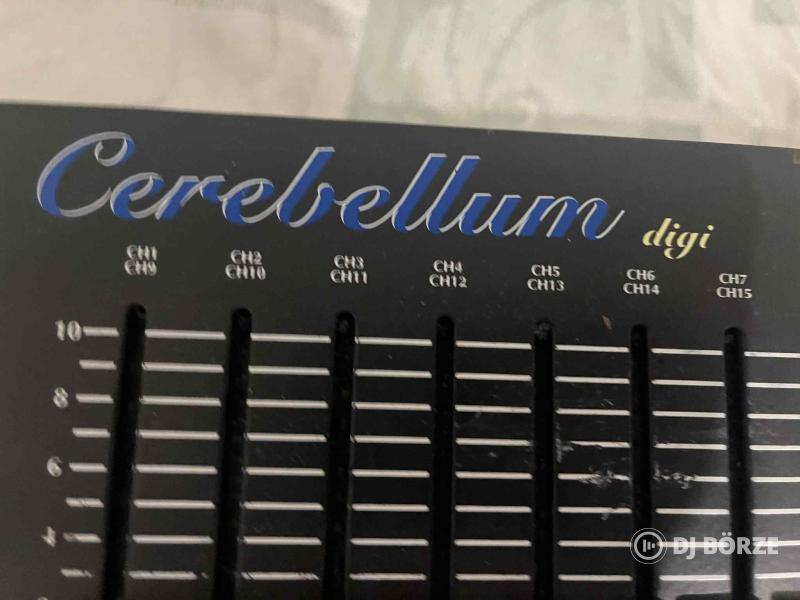 Cerebellum digi
CH1 CH2 CH3 CH4 CH5 CH6 CH7
CH9 CH10 CH11 CH12 CH13 CH14 CH15
10
8
6
4
DJ BÖRZE